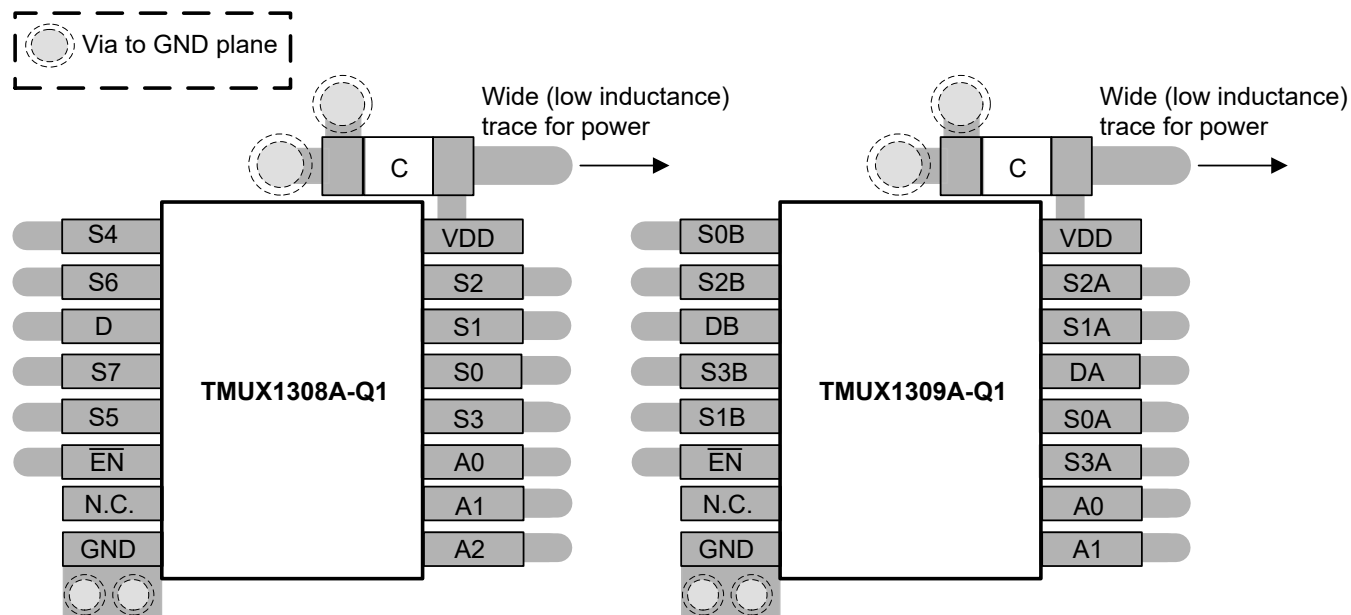 Via to GND plane
Wide (low inductance)
trace for power
C
S4
S6
D
S7
S5
E̅N̅
N.C.
GND
TMUX1308A-Q1
VDD
S2
S1
S0
S3
A0
A1
A2
Wide (low inductance)
trace for power
C
S0B
S2B
DB
S3B
S1B
E̅N̅
N.C.
GND
TMUX1309A-Q1
VDD
S2A
S1A
DA
S0A
S3A
A0
A1